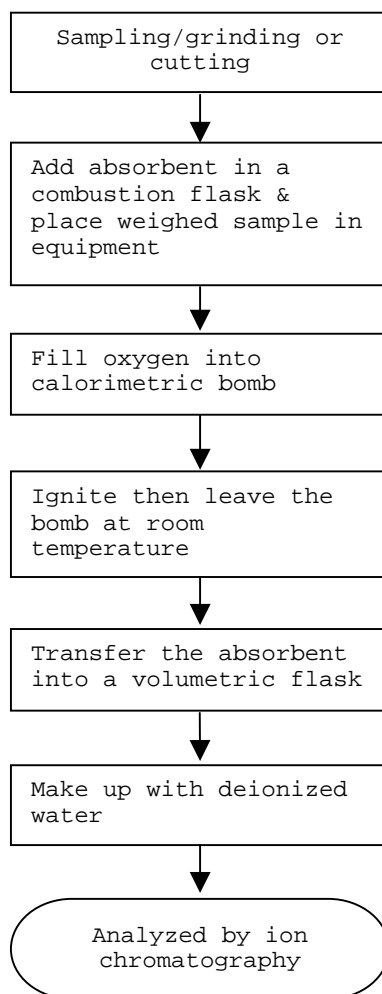 Sampling/grinding or
cutting
Add absorbent in a
combustion flask &
place weighed sample in
equipment
Fill oxygen into
calorimetric bomb
Ignite then leave the
bomb at room
temperature
Transfer the absorbent
into a volumetric flask
Make up with deionized
water
Analyzed by ion
chromatography